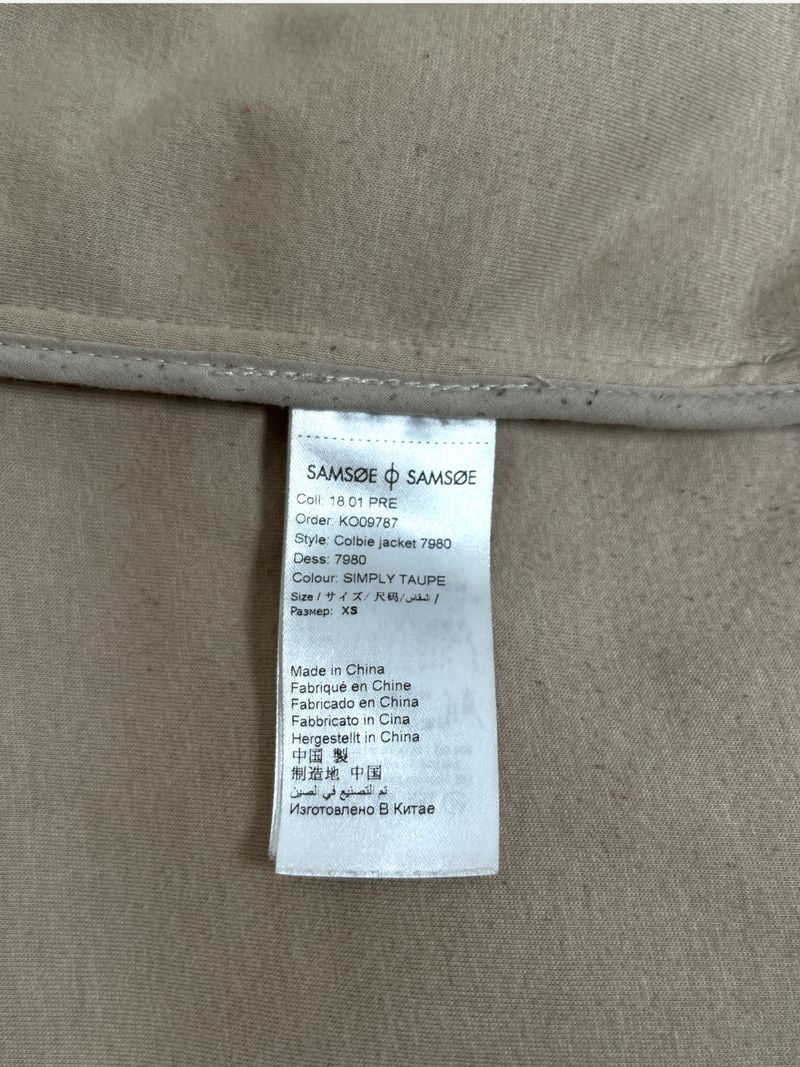 SAMSØE ϕ SAMSØE
Coll: 18.01 PRE
Order: KO09787
Style: Colbie jacket 7980
Dess: 7980
Colour: SIMPLY TAUPE
Size / サイズ/ 尺码/المقاس /
Размер: XS
Made in China
Fabriqué en Chine
Fabricado en China
Fabbricato in Cina
Hergestellt in China
中国 製
制造地 中国
تم التصنيع في الصين
Изготовлено В Китае